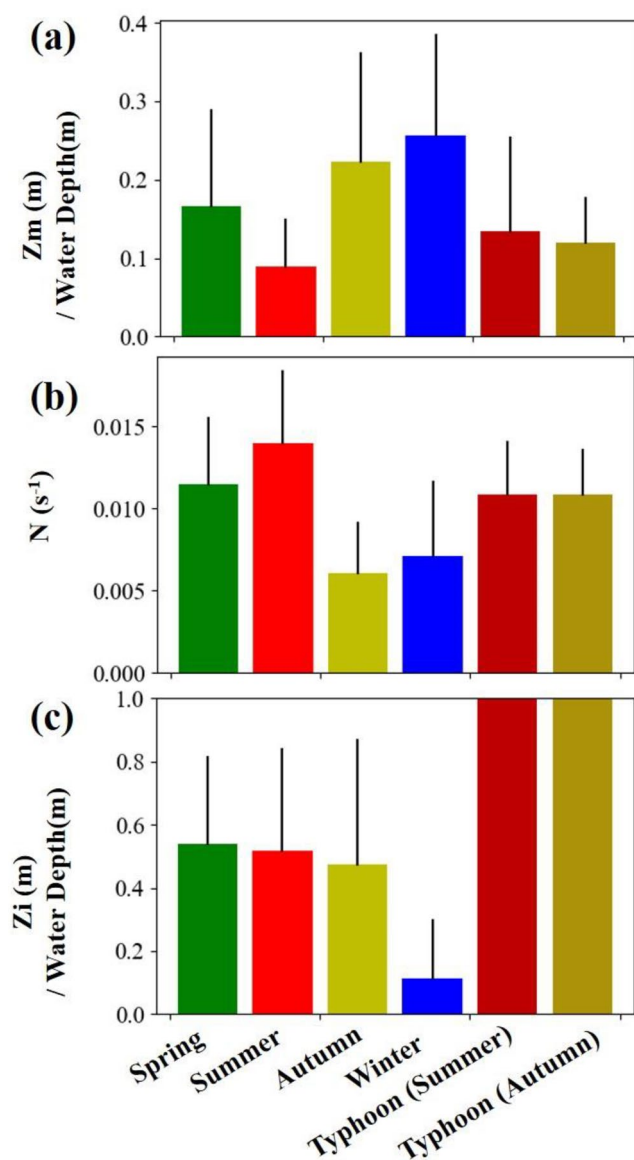 (a)
Zm (m)
/ Water Depth(m)
0.4
0.3
0.2
0.1
0.0
(b)
N (s⁻¹)
0.015
0.010
0.005
0.000
(c)
Zi (m)
/ Water Depth(m)
1.0
0.8
0.6
0.4
0.2
0.0
Spring
Summer
Autumn
Winter
Typhoon (Summer)
Typhoon (Autumn)